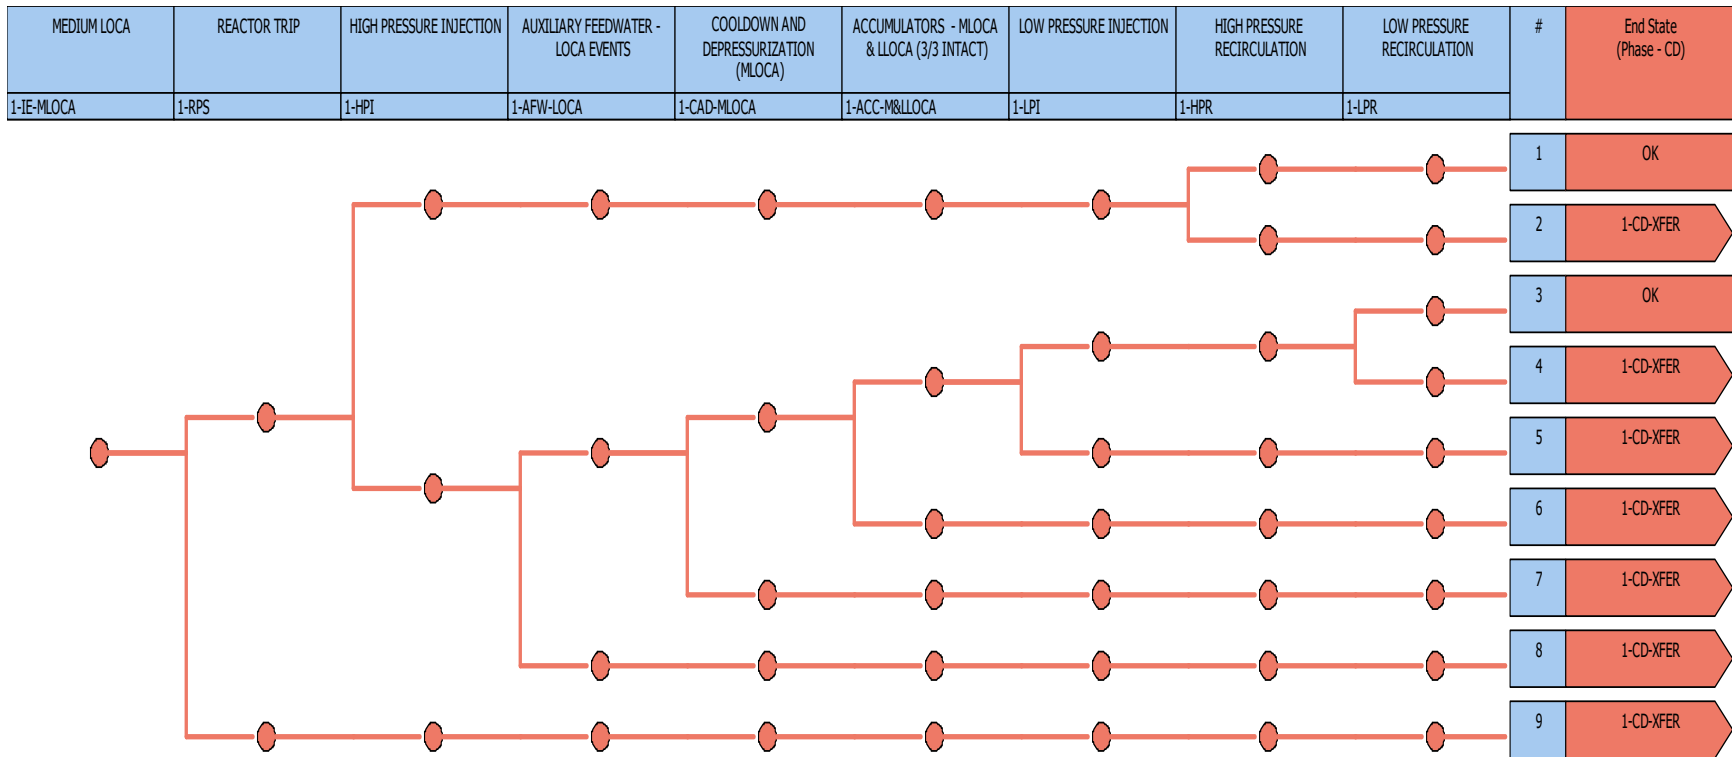 MEDIUM LOCA
REACTOR TRIP
HIGH PRESSURE INJECTION
AUXILIARY FEEDWATER -
LOCA EVENTS
COOLDOWN AND
DEPRESSURIZATION
(MLOCA)
ACCUMULATORS - MLOCA
& LLOCA (3/3 INTACT)
LOW PRESSURE INJECTION
HIGH PRESSURE
RECIRCULATION
LOW PRESSURE
RECIRCULATION
#
End State
(Phase - CD)
1-IE-MLOCA
1-RPS
1-HPI
1-AFW-LOCA
1-CAD-MLOCA
1-ACC-M&LLOCA
1-LPI
1-HPR
1-LPR
1
OK
2
1-CD-XFER
3
OK
4
1-CD-XFER
5
1-CD-XFER
6
1-CD-XFER
7
1-CD-XFER
8
1-CD-XFER
9
1-CD-XFER